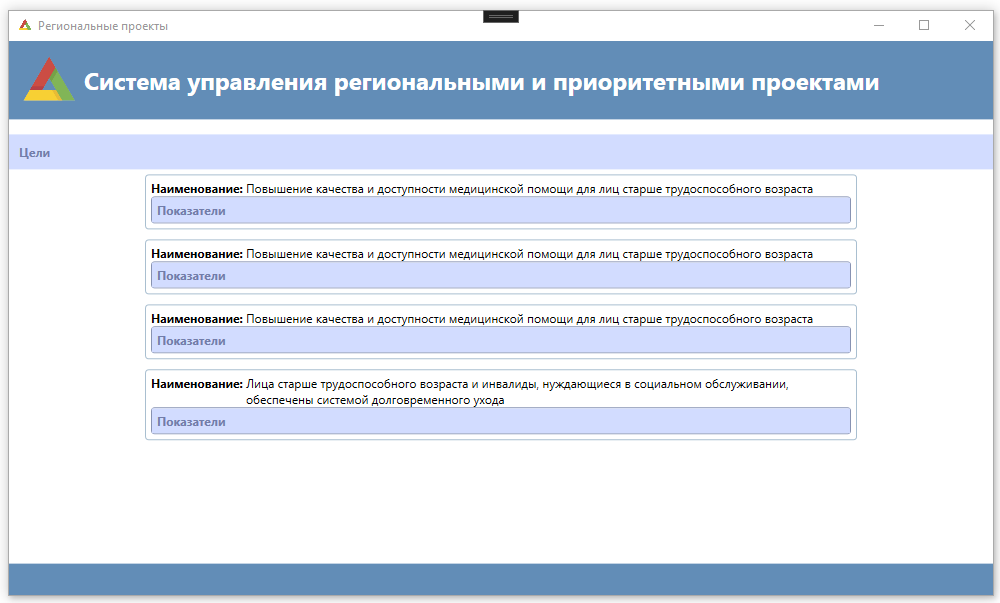 Региональные проекты
Система управления региональными и приоритетными проектами
Цели
Наименование: Повышение качества и доступности медицинской помощи для лиц старше трудоспособного возраста
Показатели
Наименование: Повышение качества и доступности медицинской помощи для лиц старше трудоспособного возраста
Показатели
Наименование: Повышение качества и доступности медицинской помощи для лиц старше трудоспособного возраста
Показатели
Наименование: Лица старше трудоспособного возраста и инвалиды, нуждающиеся в социальном обслуживании,
обеспечены системой долговременного ухода
Показатели